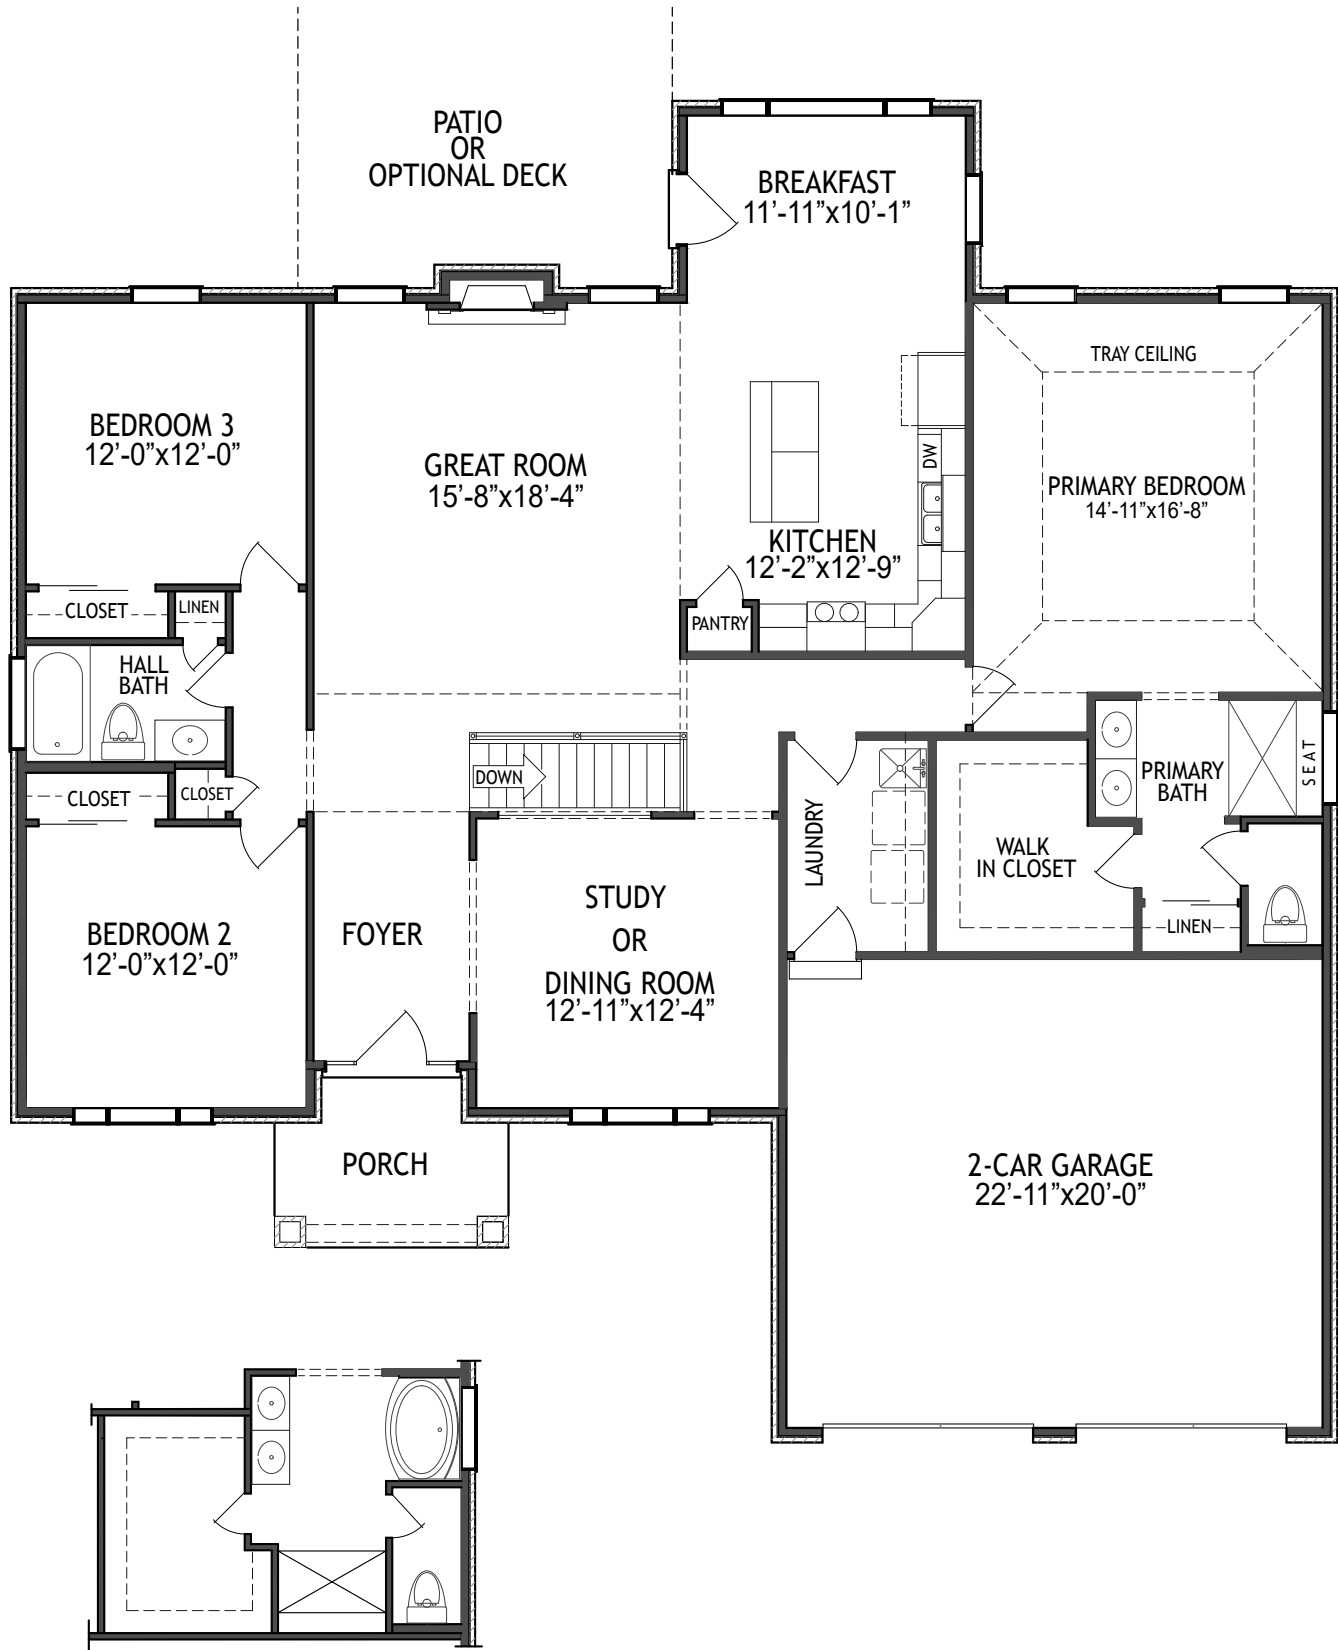 PATIO
OR
OPTIONAL DECK
BREAKFAST
11'-11”x10'-1”
TRAY CEILING
BEDROOM 3
12'-0”x12'-0”
GREAT ROOM
15'-8”x18'-4”
DW
PRIMARY BEDROOM
14'-11”x16'-8”
KITCHEN
12'-2”x12'-9”
CLOSET
LINEN
PANTRY
HALL
BATH
DOWN
CLOSET
CLOSET
LAUNDRY
WALK
IN CLOSET
PRIMARY
BATH
SEAT
BEDROOM 2
12'-0”x12'-0”
FOYER
STUDY
OR
DINING ROOM
12'-11”x12'-4”
LINEN
PORCH
2-CAR GARAGE
22'-11”x20'-0”